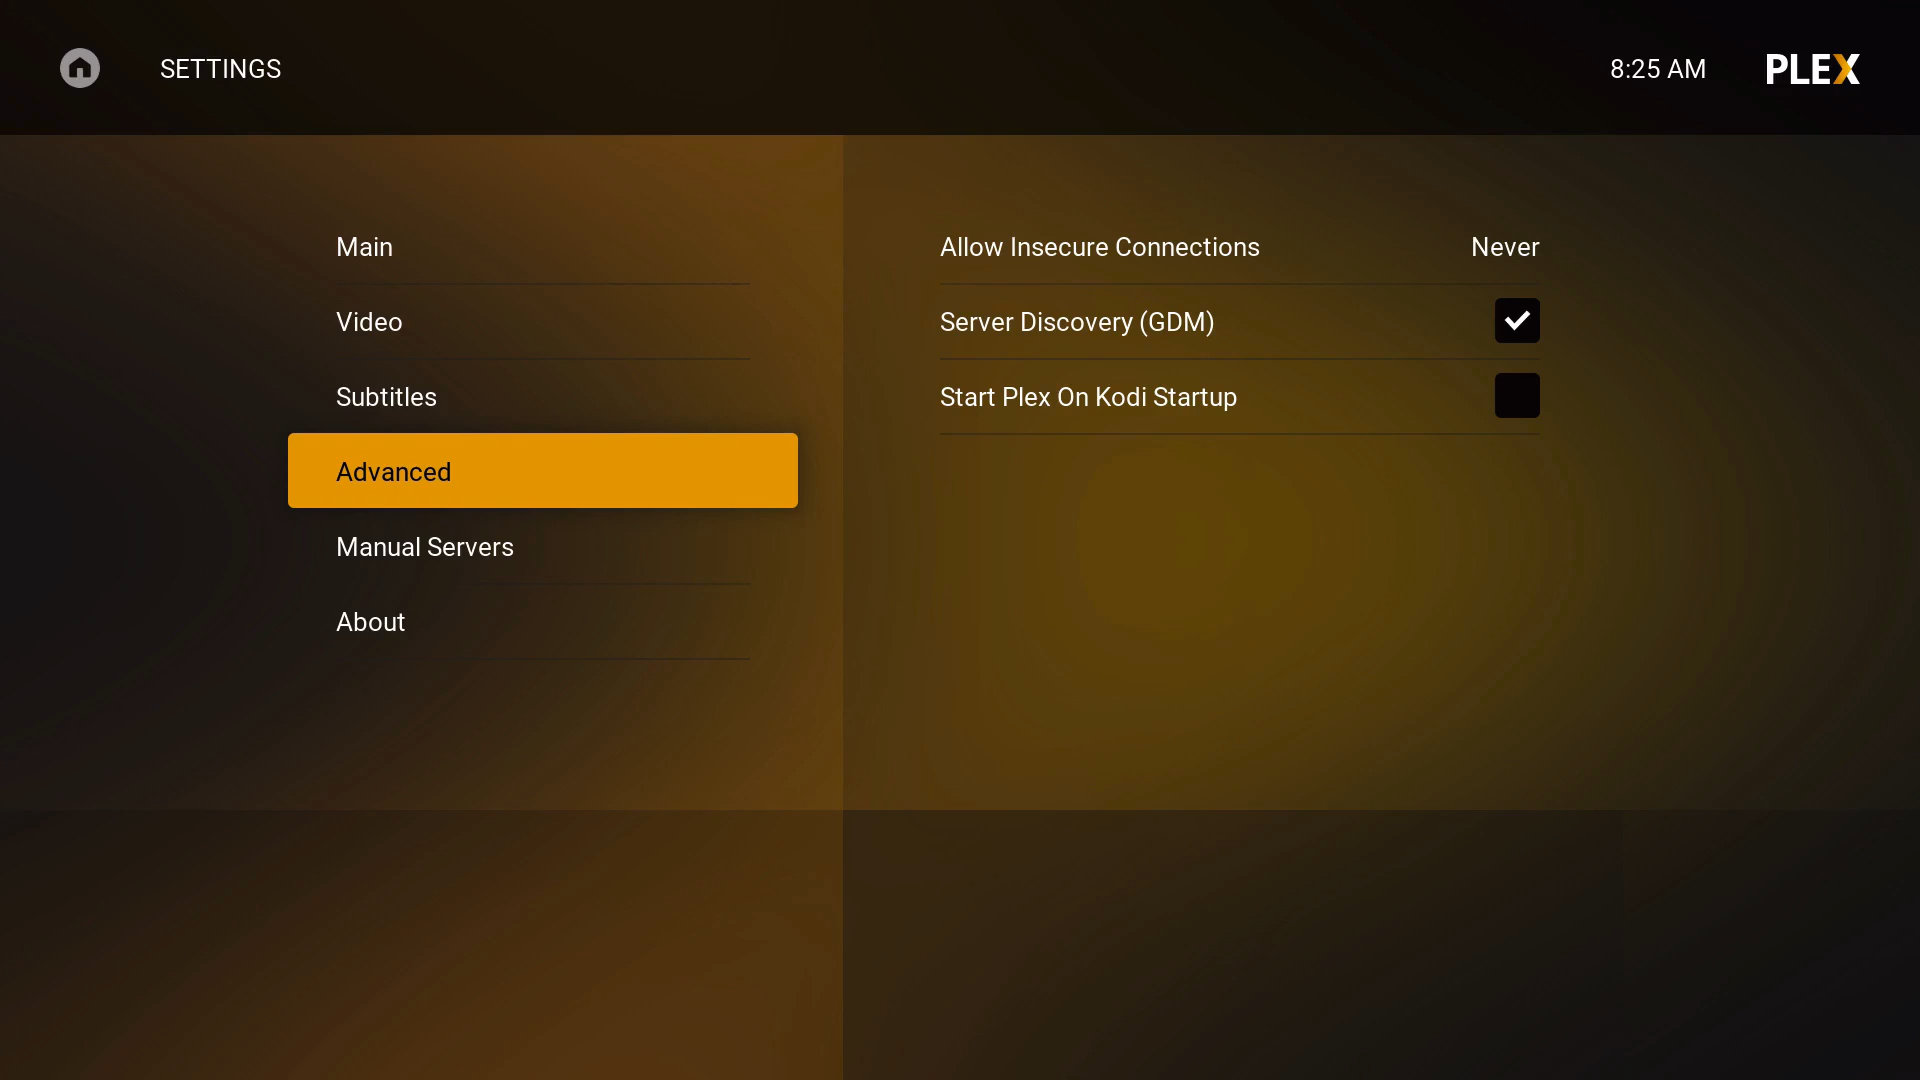 SETTINGS
8:25 AM
PLEX
Main
Video
Subtitles
Advanced
Manual Servers
About
Allow Insecure Connections Never
Server Discovery (GDM)
Start Plex On Kodi Startup